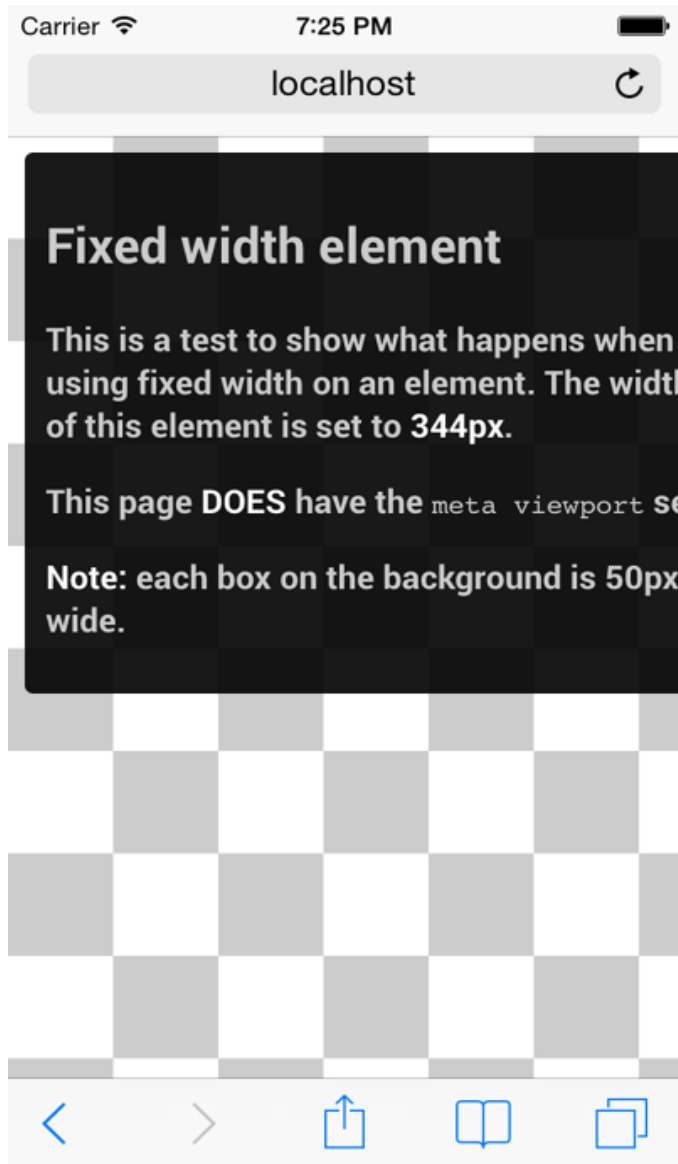 Carrier 7:25 PM
localhost
Fixed width element
This is a test to show what happens when
using fixed width on an element. The width
of this element is set to 344px.
This page DOES have the meta viewport se
Note: each box on the background is 50px
wide.